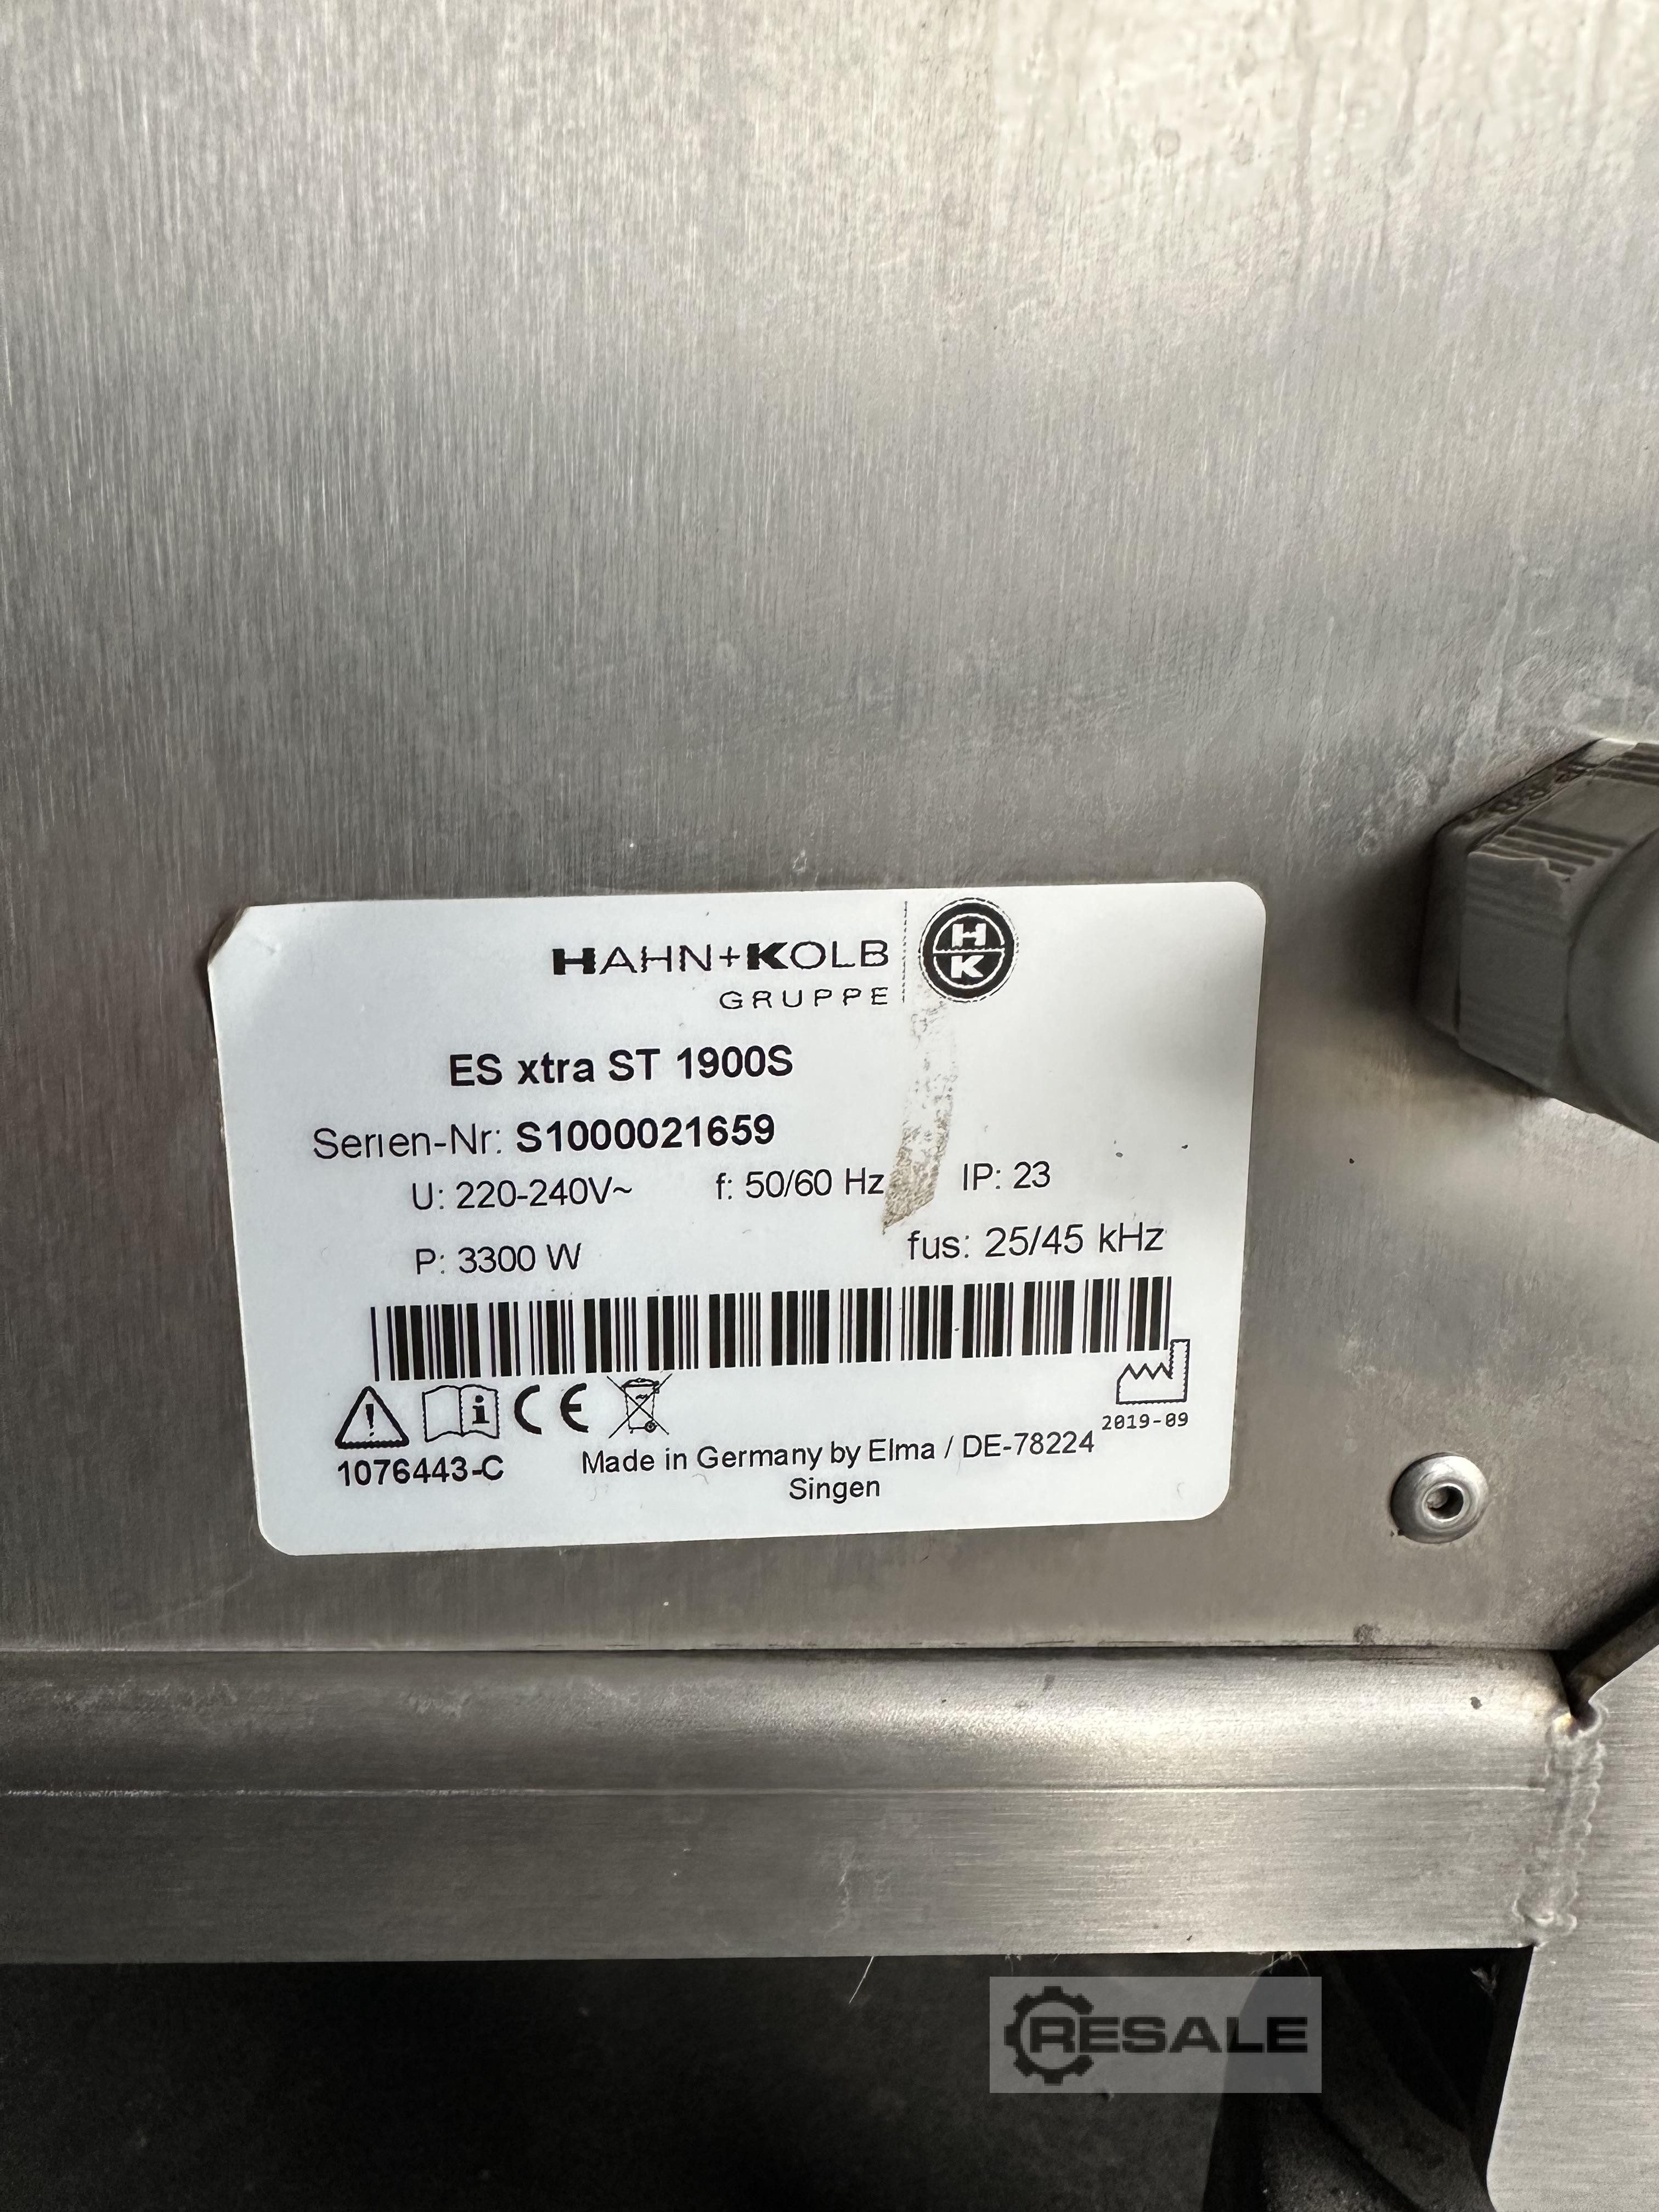 HAHN+KOLB
GRUPPE
HK
ES xtra ST 1900S
Serien-Nr: S1000021659
U: 220-240V~ f: 50/60 Hz IP: 23
P: 3300 W fus: 25/45 kHz
CE
2019-09
1076443-C
Made in Germany by Elma / DE-78224
Singen
RESALE